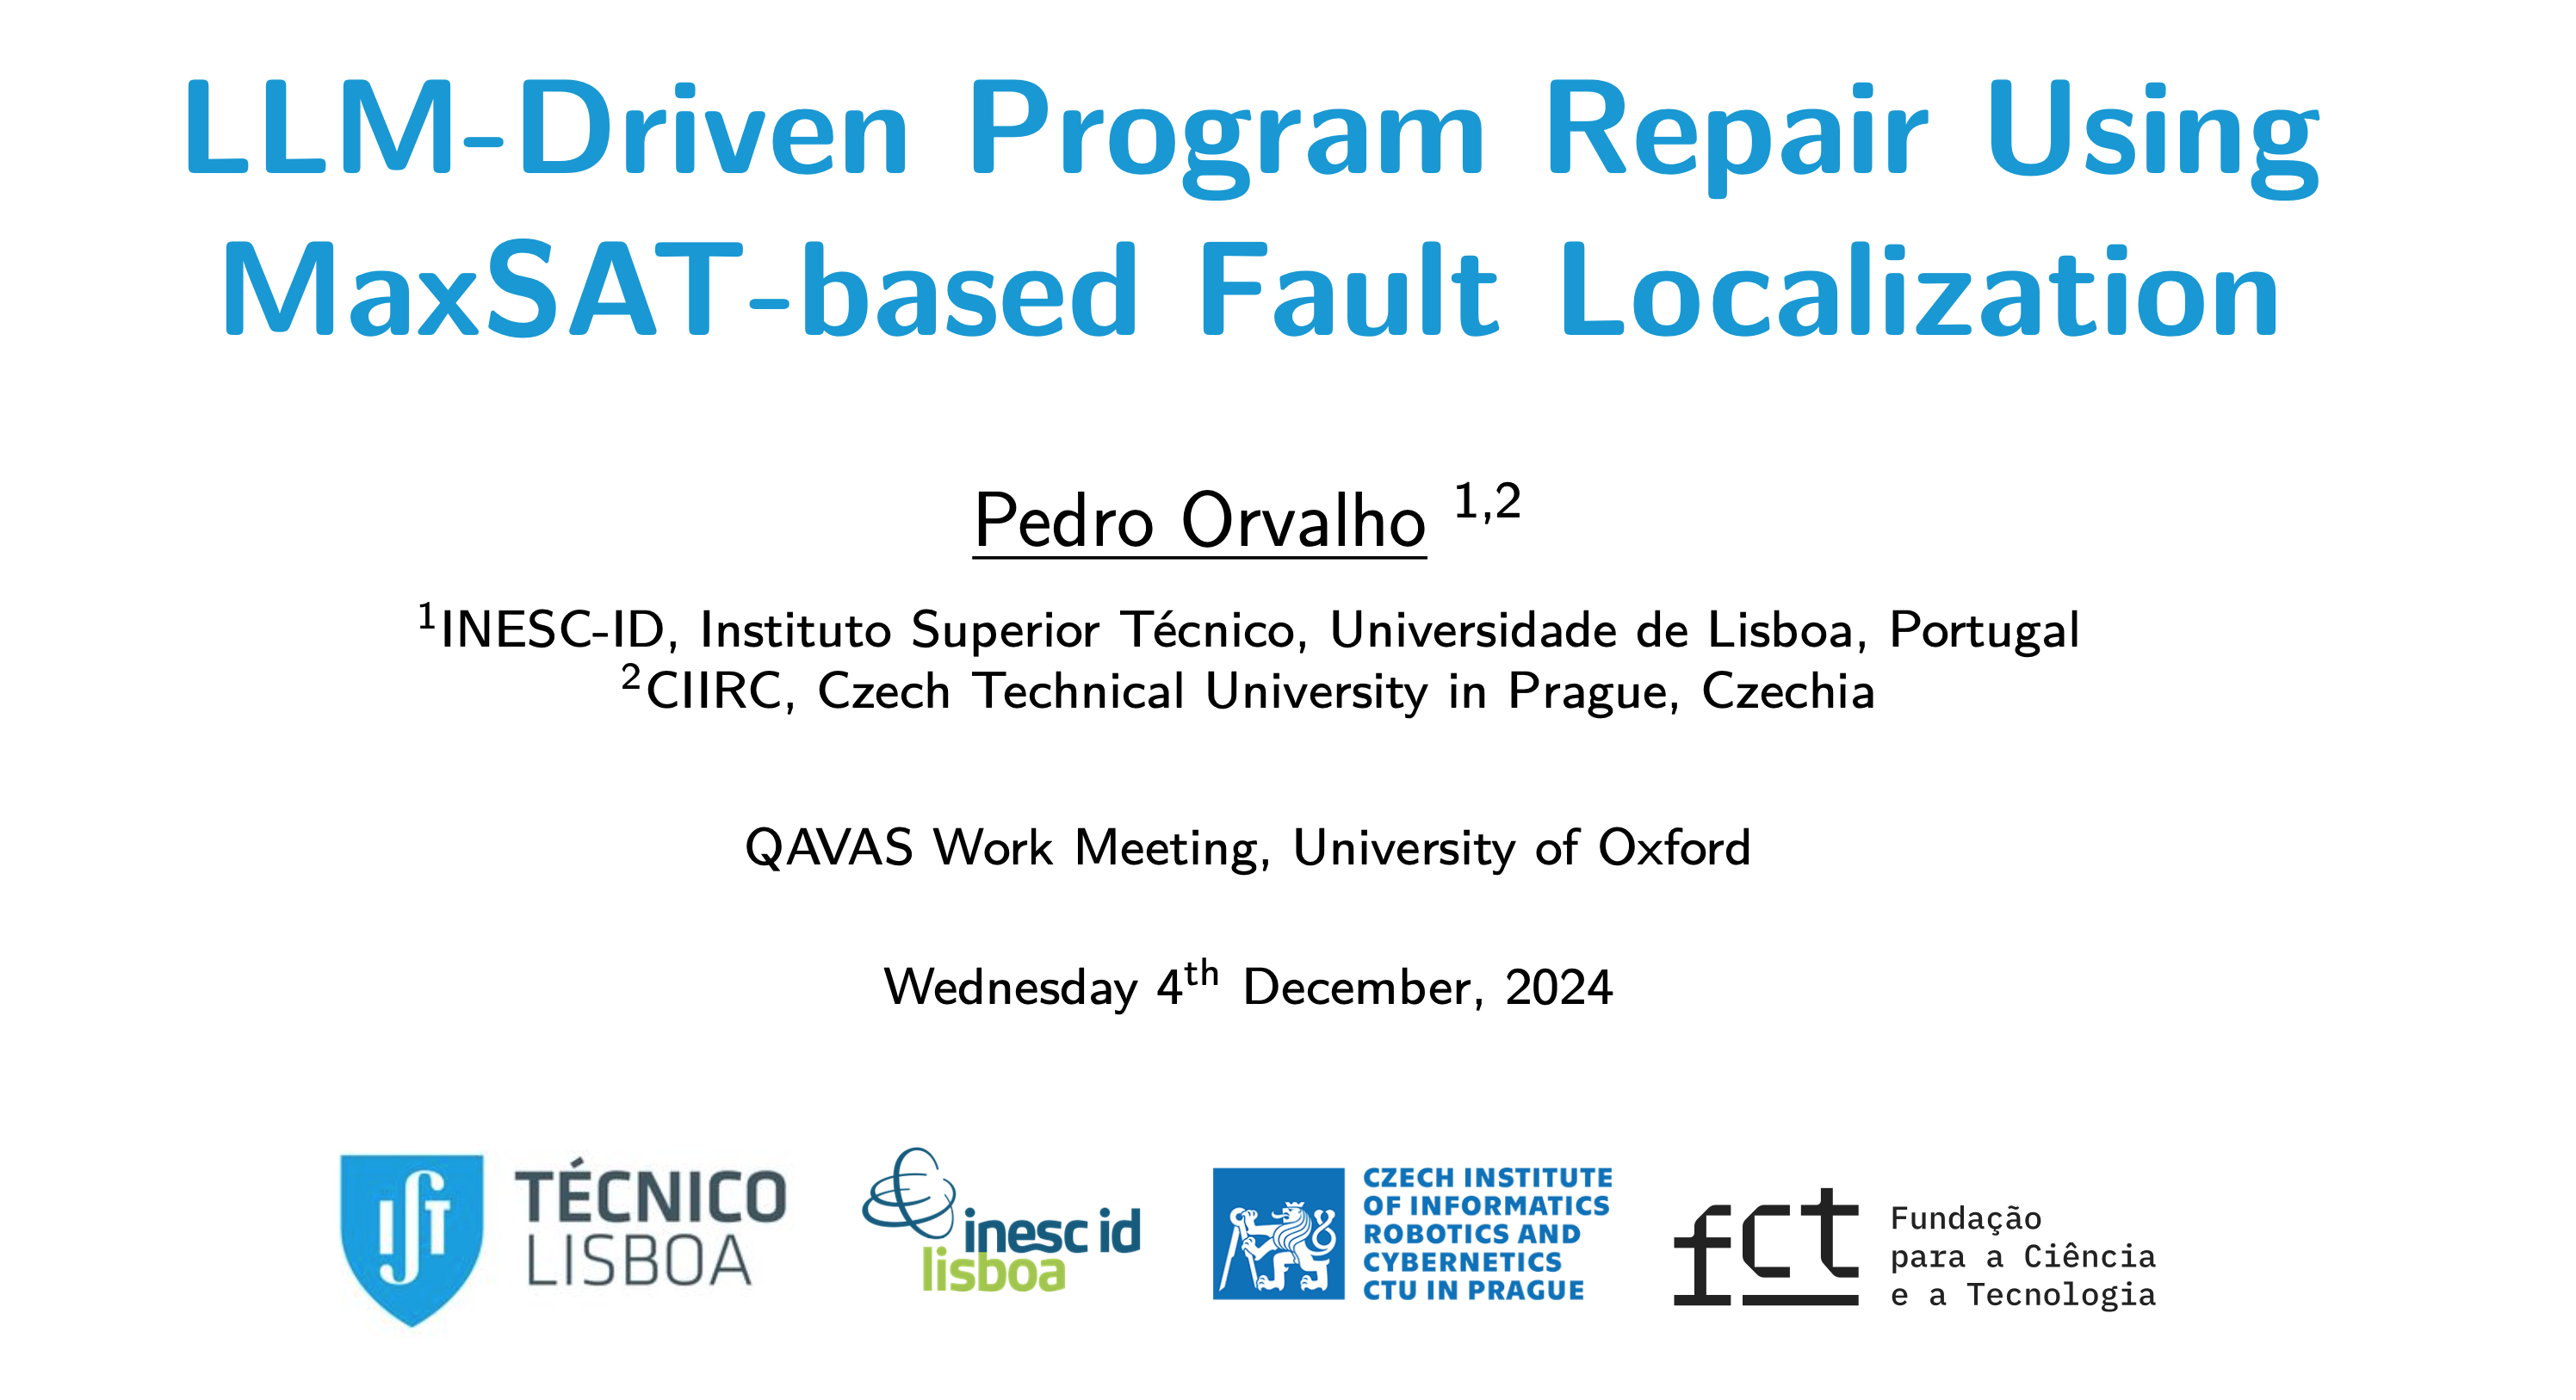 LLM-Driven Program Repair Using
MaxSAT-based Fault Localization
Pedro Orvalho 1,2
1INESC-ID, Instituto Superior Técnico, Universidade de Lisboa, Portugal
2CIIRC, Czech Technical University in Prague, Czechia
QAVAS Work Meeting, University of Oxford
Wednesday 4th December, 2024
IST
TÉCNICO
LISBOA
inesc id
lisboa
CZECH INSTITUTE
OF INFORMATICS
ROBOTICS AND
CYBERNETICS
CTU IN PRAGUE
fct
Fundação
para a Ciência
e a Tecnologia